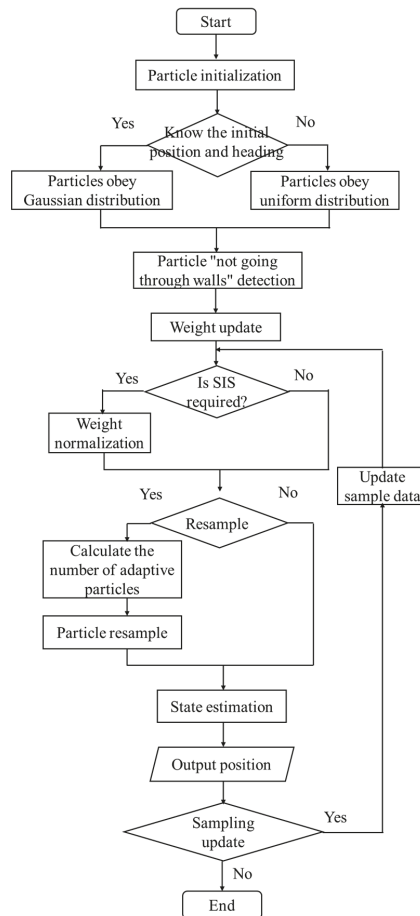 Start
Particle initialization
Yes
No
Know the initial
position and heading
Particles obey
Gaussian distribution
Particles obey
uniform distribution
Particle "not going
through walls" detection
Weight update
Yes
No
Is SIS
required?
Weight
normalization
Update
sample data
Yes
No
Resample
Calculate the
number of adaptive
particles
Particle resample
State estimation
Output position
Yes
Sampling
update
No
End